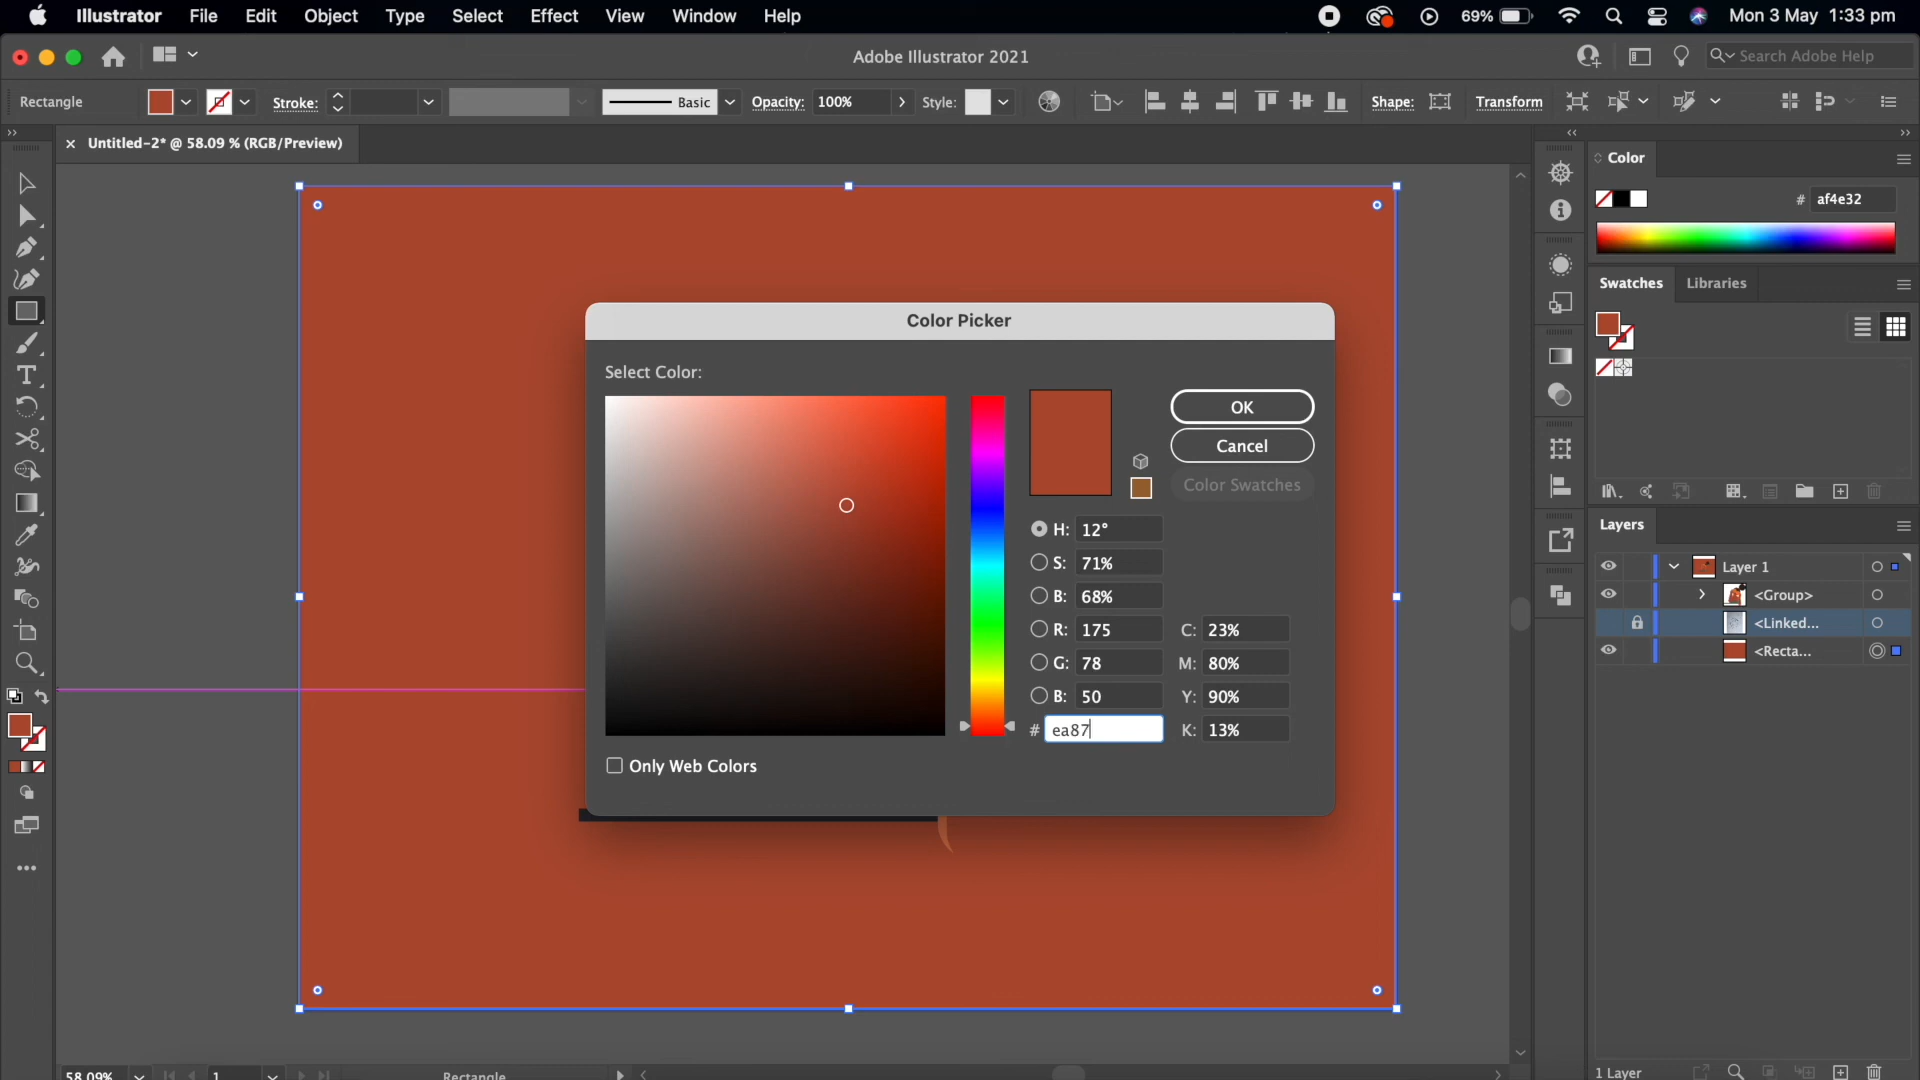 Illustrator File Edit Object Type Select Effect View Window Help 69% Mon 3 May 1:33 pm
Adobe Illustrator 2021 Search Adobe Help
Rectangle Stroke: Basic Opacity: 100% Style: Shape: Transform
× Untitled-2* @ 58.09 % (RGB/Preview)
Color
# af4e32
Swatches Libraries
Color Picker
Select Color:
OK
Cancel
Color Swatches
H: 12°
S: 71%
B: 68%
R: 175 C: 23%
G: 78 M: 80%
B: 50 Y: 90%
# ea87 K: 13%
Only Web Colors
Layers
Layer 1
<Group>
<Linked...
<Recta...
58.09% 1 Rectangle
1 Layer